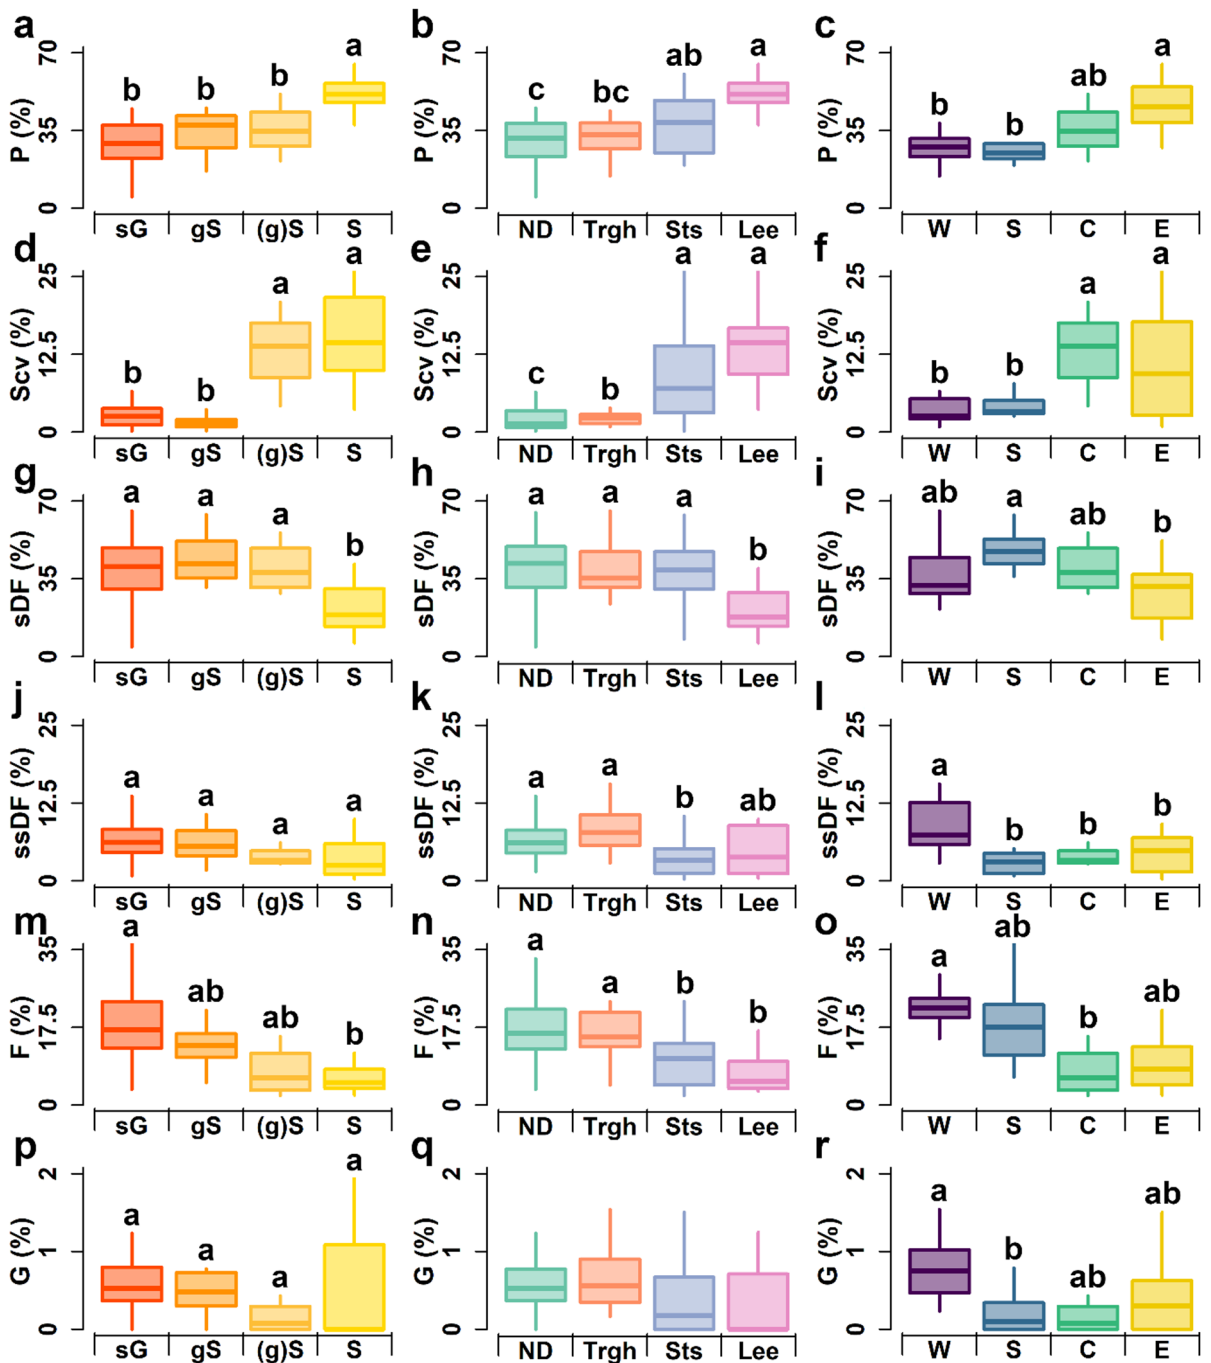 a
P (%)
70
35
0
b b b a
sG gS (g)S S
b
P (%)
70
35
0
c bc ab a
ND Trgh Sts Lee
c
P (%)
70
35
0
b b ab a
W S C E
d
Scv (%)
25
12.5
0
b b a a
sG gS (g)S S
e
Scv (%)
25
12.5
0
c b a a
ND Trgh Sts Lee
f
Scv (%)
25
12.5
0
b b a a
W S C E
g
sDF (%)
70
35
0
a a a b
sG gS (g)S S
h
sDF (%)
70
35
0
a a a b
ND Trgh Sts Lee
i
sDF (%)
70
35
0
ab a ab b
W S C E
j
ssDF (%)
25
12.5
0
a a a a
sG gS (g)S S
k
ssDF (%)
25
12.5
0
a a b ab
ND Trgh Sts Lee
l
ssDF (%)
25
12.5
0
a b b b
W S C E
m
F (%)
35
17.5
0
a ab ab b
sG gS (g)S S
n
F (%)
35
17.5
0
a a b b
ND Trgh Sts Lee
o
F (%)
35
17.5
0
a ab b ab
W S C E
p
G (%)
2
1
0
a a a a
sG gS (g)S S
q
G (%)
2
1
0
ND Trgh Sts Lee
r
G (%)
2
1
0
a b ab ab
W S C E